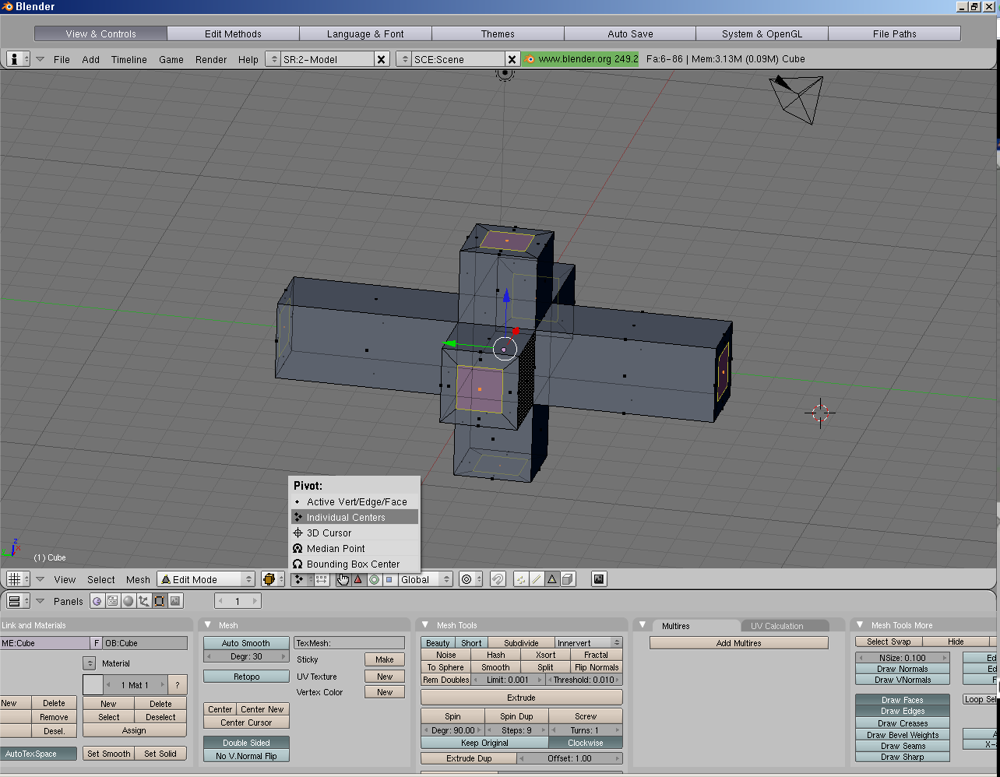 Blender
View & Controls Edit Methods Language & Font Themes Auto Save System & OpenGL File Paths
File Add Timeline Game Render Help SR:2-Model SCE:Scene www.blender.org 249.2 Fa:6-86 | Mem:3.13M (0.09M) Cube
Pivot:
Active Vert/Edge/Face
Individual Centers
3D Cursor
Median Point
Bounding Box Center
z
x
(1) Cube
View Select Mesh Edit Mode Global
Panels 1
Link and Materials Mesh Mesh Tools Multires UV Calculation Mesh Tools More
ME:Cube F OB:Cube Auto Smooth TexMesh: Beauty Short Subdivide Innervert Add Multires Select Swap Hide
Degr: 30 Noise Hash Xsort Fractal NSize: 0.100
Material Sticky Make To Sphere Smooth Split Flip Normals Draw Normals
Retopo UV Texture New Rem Doubles Limit: 0.001 Threshold: 0.010 Draw VNormals
1 Mat 1 ? Vertex Color New Extrude Draw Faces Loop Sel
New Delete New Delete Center Center New Spin Spin Dup Screw Draw Edges
Remove Select Deselect Center Cursor Degr: 90.00 Steps: 9 Turns: 1 Draw Creases
Desel. Assign Double Sided Keep Original Clockwise Draw Bevel Weights
AutoTexSpace Set Smooth Set Solid No V.Normal Flip Extrude Dup Offset: 1.00 Draw Seams
Draw Sharp